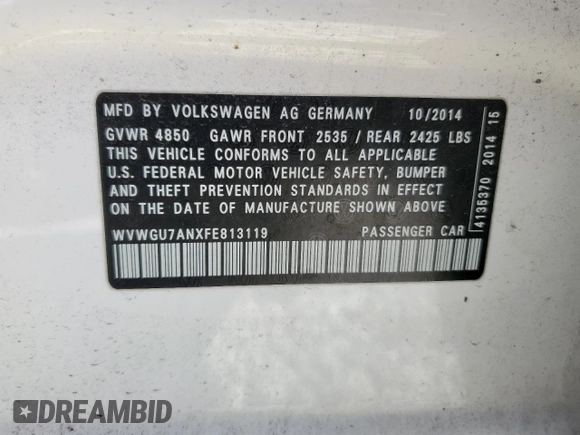 MFD BY VOLKSWAGEN AG GERMANY 10/2014
GVWR 4850 GAWR FRONT 2535 / REAR 2425 LBS
THIS VEHICLE CONFORMS TO ALL APPLICABLE
U.S. FEDERAL MOTOR VEHICLE SAFETY, BUMPER
AND THEFT PREVENTION STANDARDS IN EFFECT
ON THE DATE OF MANUFACTURE SHOWN ABOVE.
WVWGU7ANXFE813119 PASSENGER CAR
4135370 2014 15
DREAMBID